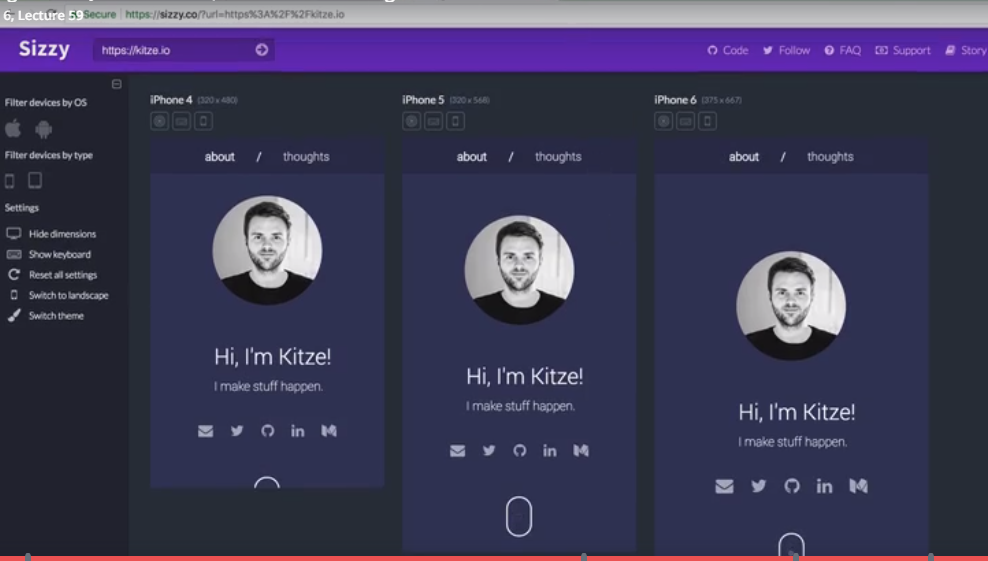 6, Lecture 59
Secure | https://sizzy.co/?url=https%3A%2F%2Fkitze.io
Sizzy
https://kitze.io
Code
Follow
FAQ
Support
Story
Filter devices by OS
Filter devices by type
Settings
Hide dimensions
Show keyboard
Reset all settings
Switch to landscape
Switch theme
iPhone 4 (320 x 480)
about / thoughts
Hi, I'm Kitze!
I make stuff happen.
iPhone 5 (320 x 568)
about / thoughts
Hi, I'm Kitze!
I make stuff happen.
iPhone 6 (375 x 667)
about / thoughts
Hi, I'm Kitze!
I make stuff happen.